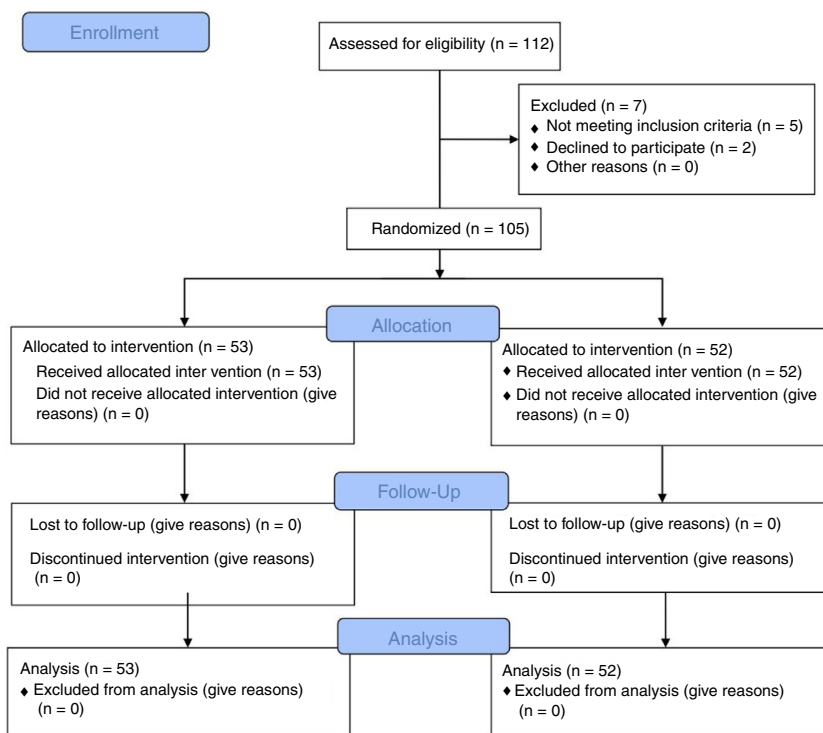 Enrollment
Assessed for eligibility (n = 112)
Excluded (n = 7)
♦ Not meeting inclusion criteria (n = 5)
♦ Declined to participate (n = 2)
♦ Other reasons (n = 0)
Randomized (n = 105)
Allocation
Allocated to intervention (n = 53)
Received allocated inter vention (n = 53)
Did not receive allocated intervention (give
reasons) (n = 0)
Allocated to intervention (n = 52)
♦ Received allocated inter vention (n = 52)
♦ Did not receive allocated intervention (give
reasons) (n = 0)
Follow-Up
Lost to follow-up (give reasons) (n = 0)
Discontinued intervention (give reasons)
(n = 0)
Lost to follow-up (give reasons) (n = 0)
Discontinued intervention (give reasons)
(n = 0)
Analysis
Analysis (n = 53)
♦ Excluded from analysis (give reasons)
(n = 0)
Analysis (n = 52)
♦ Excluded from analysis (give reasons)
(n = 0)